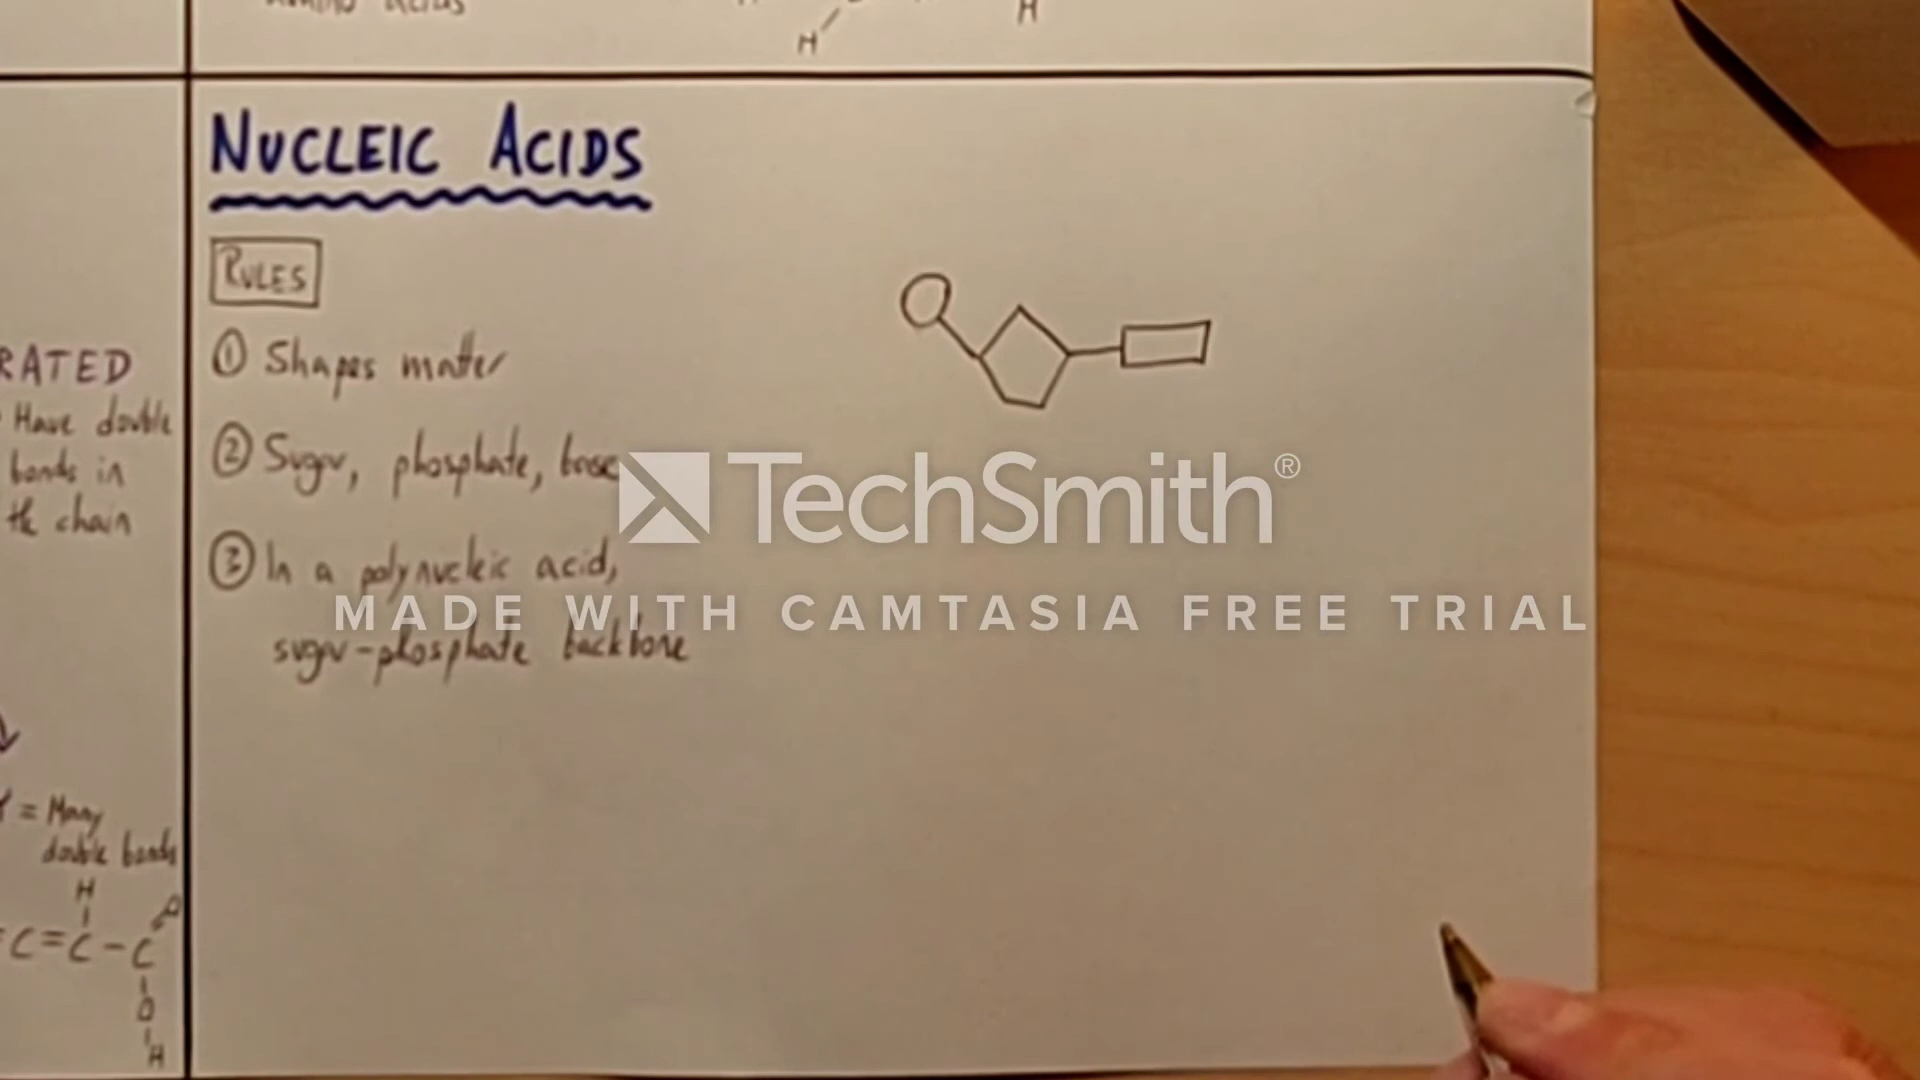 H
H
NUCLEIC ACIDS
RULES
① Shapes matter
② Sugar, phosphate, base
③ In a polynucleic acid,
sugar-phosphate backbone
RATED
Have double
bonds in
the chain
= Many
double bonds
H
C=C-C
O
O
H
TechSmith®
MADE WITH CAMTASIA FREE TRIAL